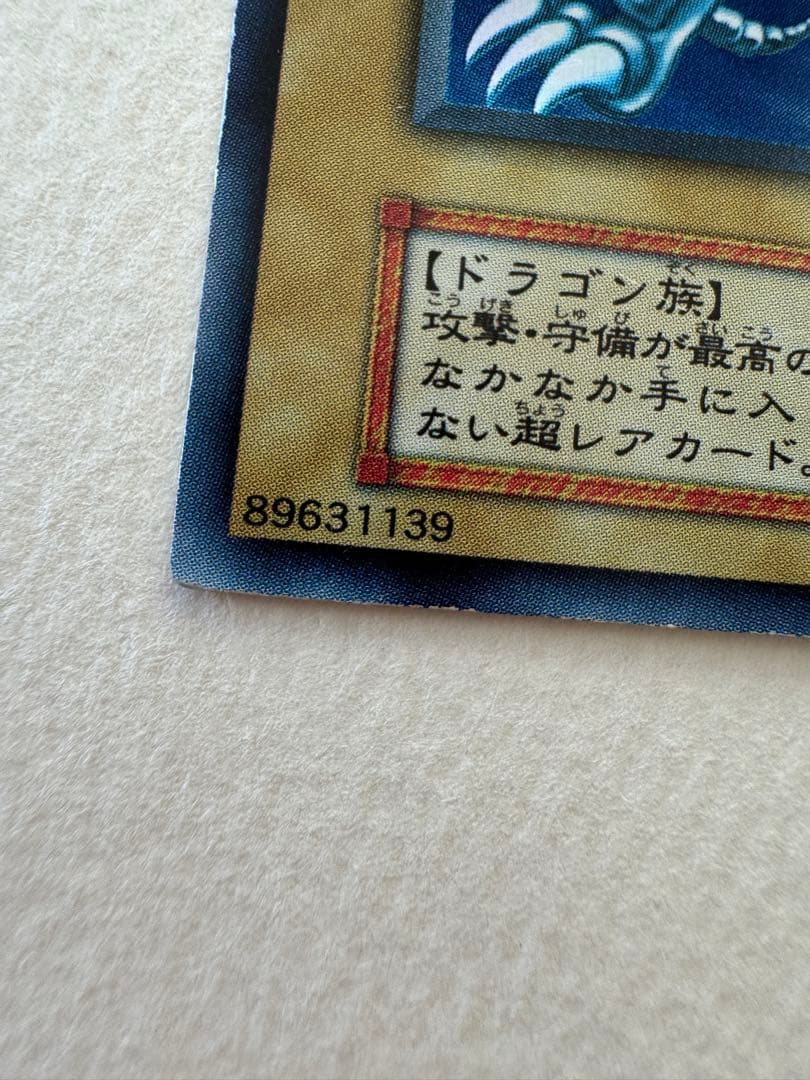 【ドラゴン族】
攻撃・守備が最高の
なかなか手に入
ない超レアカード。
89631139